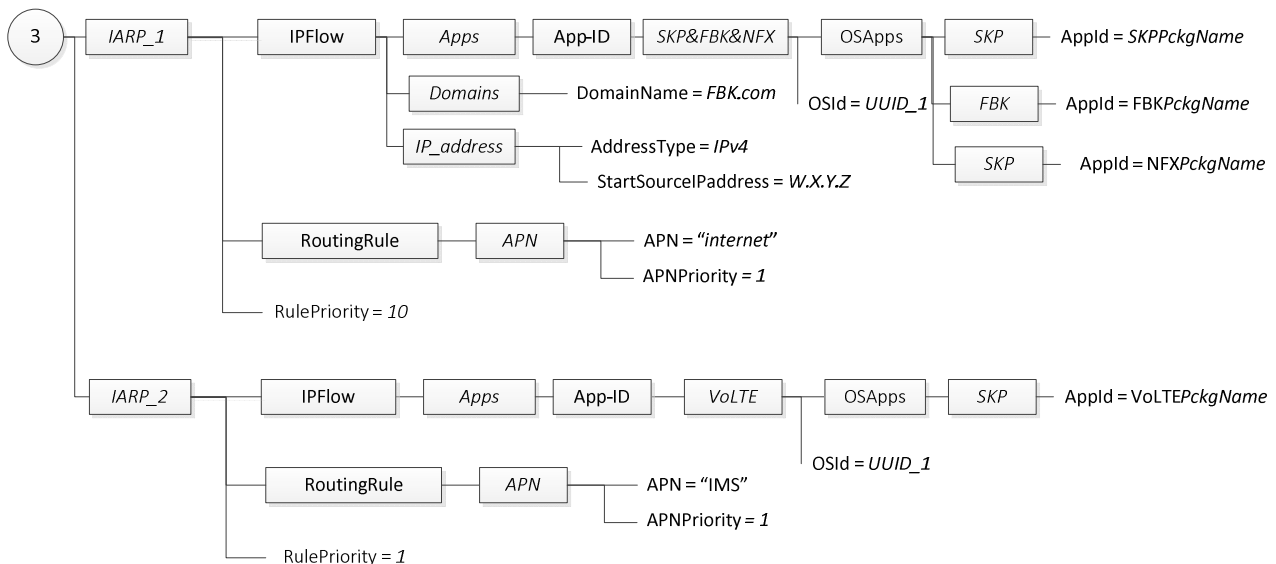 3
IARP_1
IPFlow
Apps
App-ID
SKP&FBK&NFX
OSApps
SKP
AppId = SKPPckgName
Domains
DomainName = FBK.com
OSId = UUID_1
FBK
AppId = FBKPckgName
IP_address
AddressType = IPv4
SKP
AppId = NFXPckgName
StartSourceIPaddress = W.X.Y.Z
RoutingRule
APN
APN = “internet”
APNPriority = 1
RulePriority = 10
IARP_2
IPFlow
Apps
App-ID
VoLTE
OSApps
SKP
AppId = VoLTEPckgName
OSId = UUID_1
RoutingRule
APN
APN = “IMS”
APNPriority = 1
RulePriority = 1